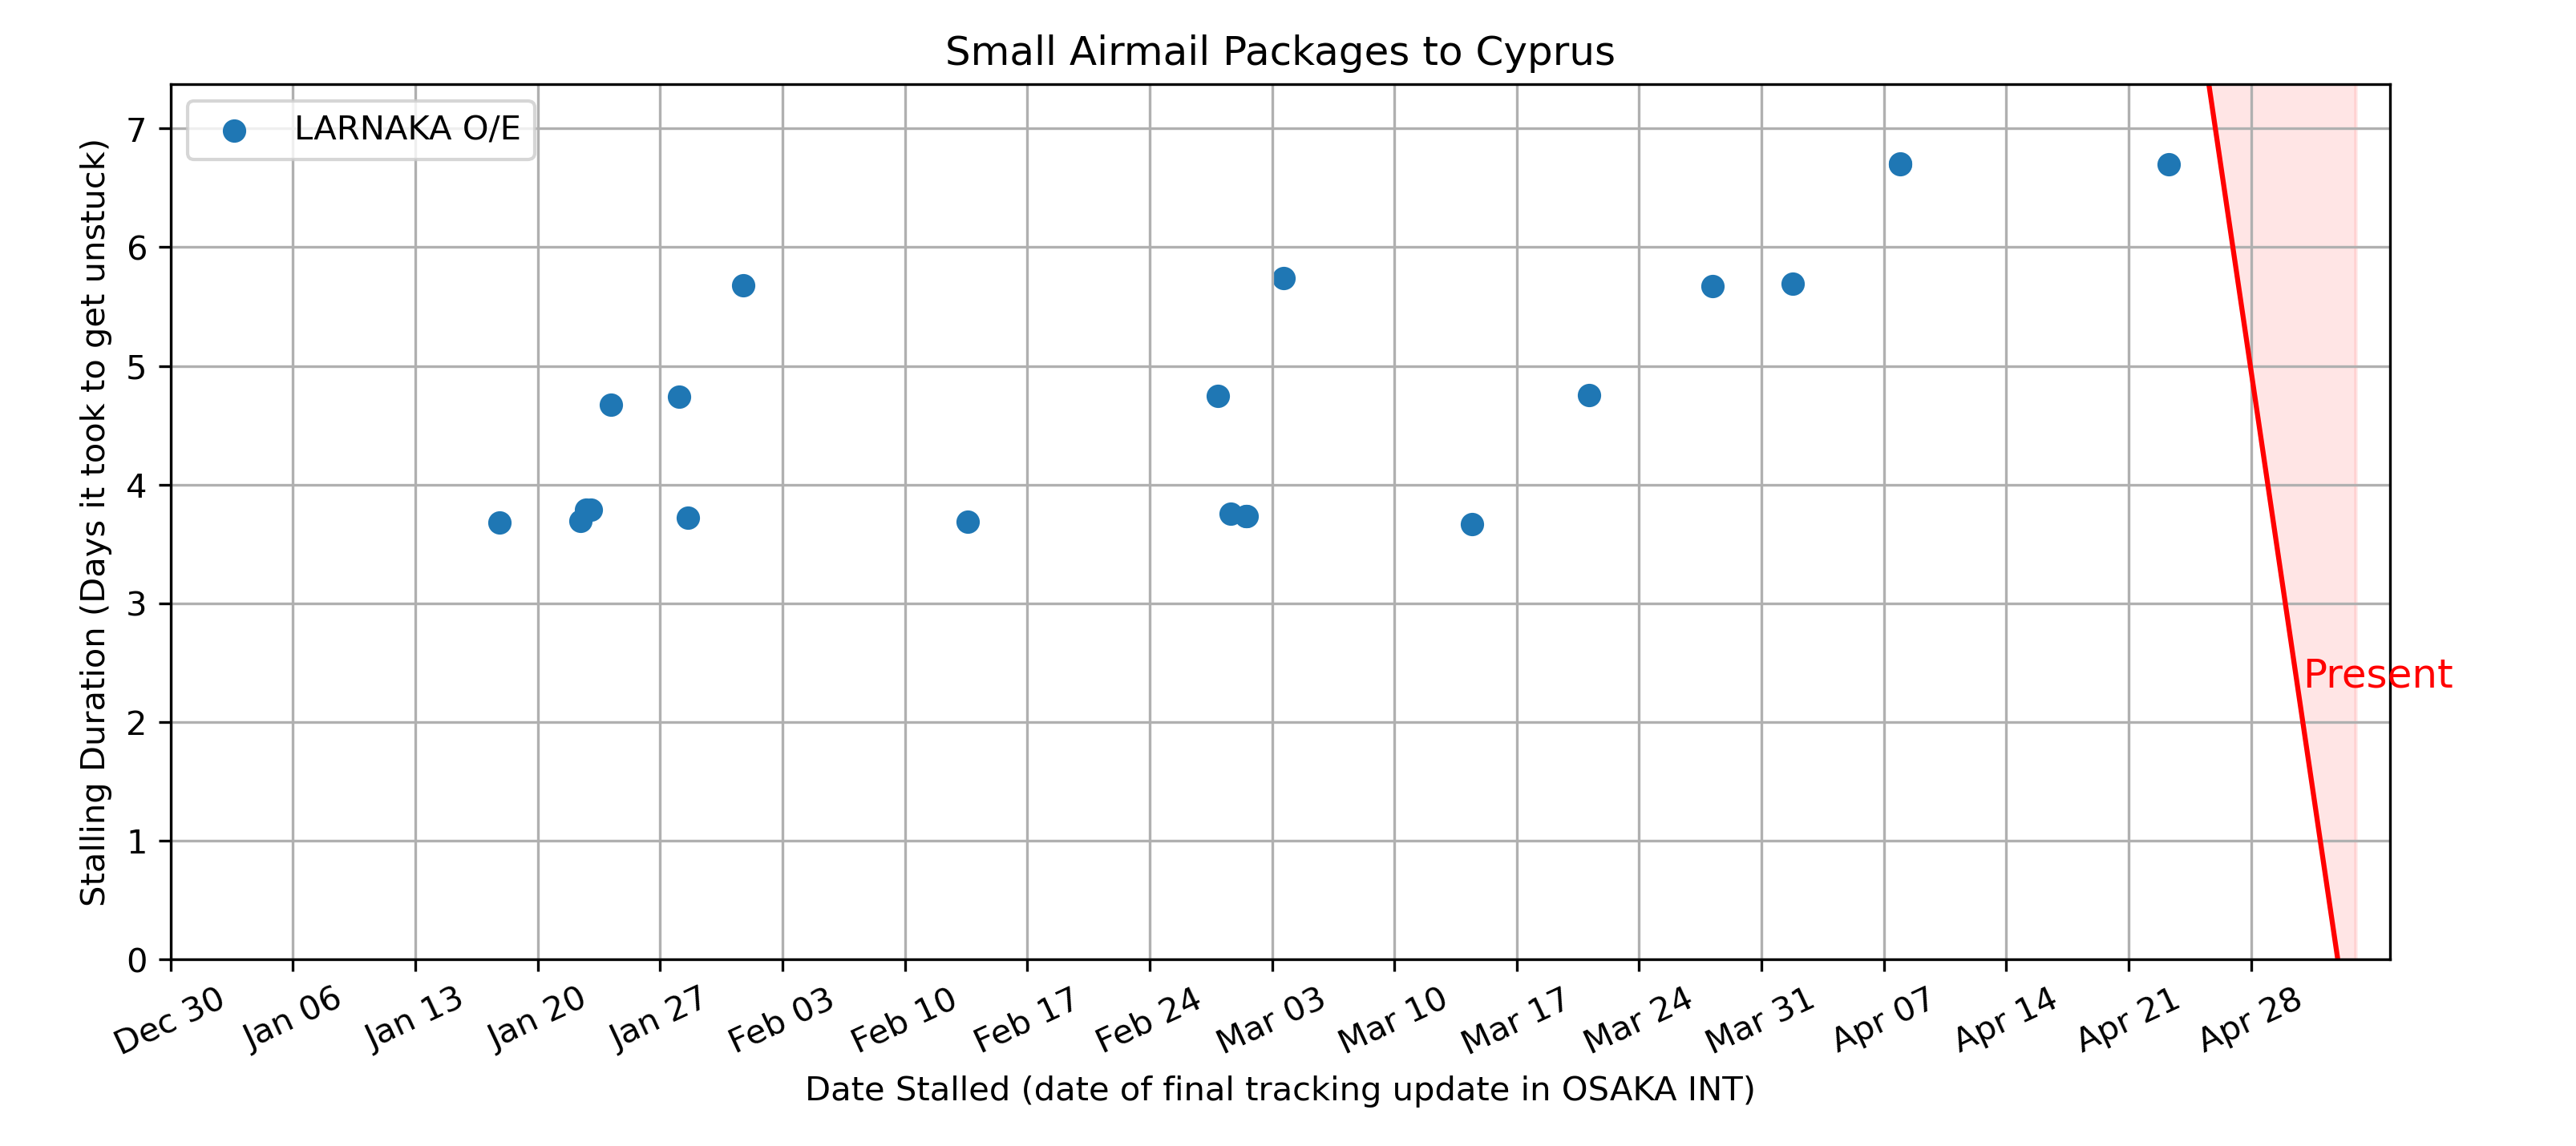 Small Airmail Packages to Cyprus
LARNAKA O/E
Stalling Duration (Days it took to get unstuck)
7
6
5
4
3
2
1
0
Present
Dec 30
Jan 06
Jan 13
Jan 20
Jan 27
Feb 03
Feb 10
Feb 17
Feb 24
Mar 03
Mar 10
Mar 17
Mar 24
Mar 31
Apr 07
Apr 14
Apr 21
Apr 28
Date Stalled (date of final tracking update in OSAKA INT)